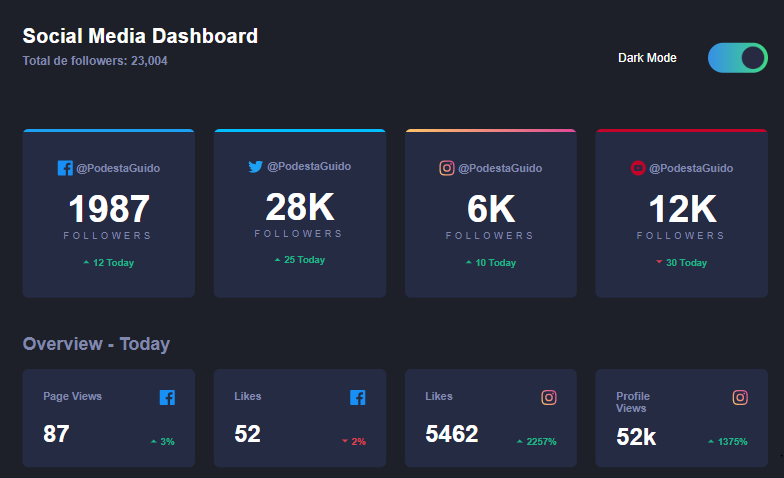 Social Media Dashboard
Total de followers: 23,004
Dark Mode
@PodestaGuido
1987
FOLLOWERS
12 Today
@PodestaGuido
28K
FOLLOWERS
25 Today
@PodestaGuido
6K
FOLLOWERS
10 Today
@PodestaGuido
12K
FOLLOWERS
30 Today
Overview - Today
Page Views
87
3%
Likes
52
2%
Likes
5462
2257%
Profile
Views
52k
1375%